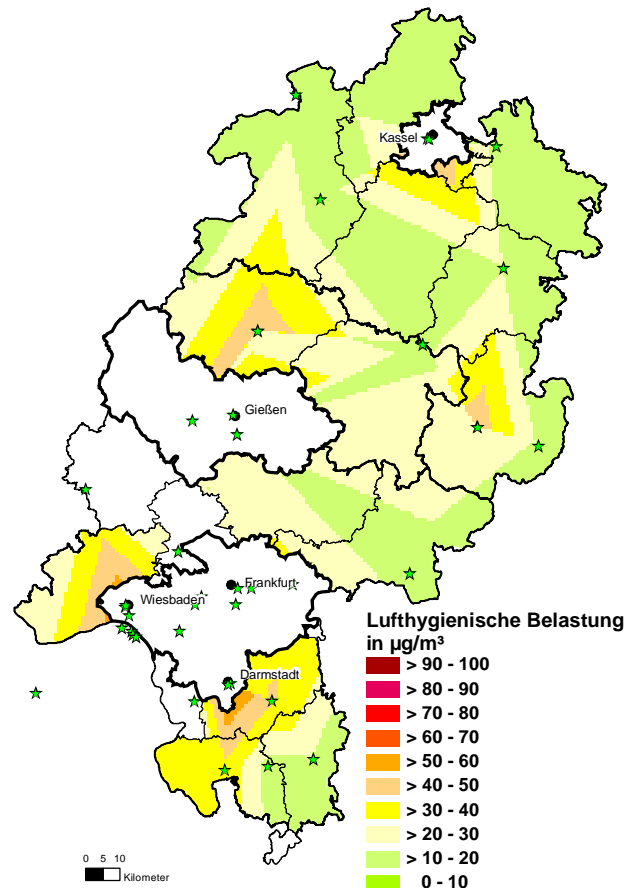 Kassel
Gießen
Frankfurt
Wiesbaden
Darmstadt
Lufthygienische Belastung
in µg/m³
> 90 - 100
> 80 - 90
> 70 - 80
> 60 - 70
> 50 - 60
> 40 - 50
> 30 - 40
> 20 - 30
> 10 - 20
0 - 10
0 5 10
Kilometer